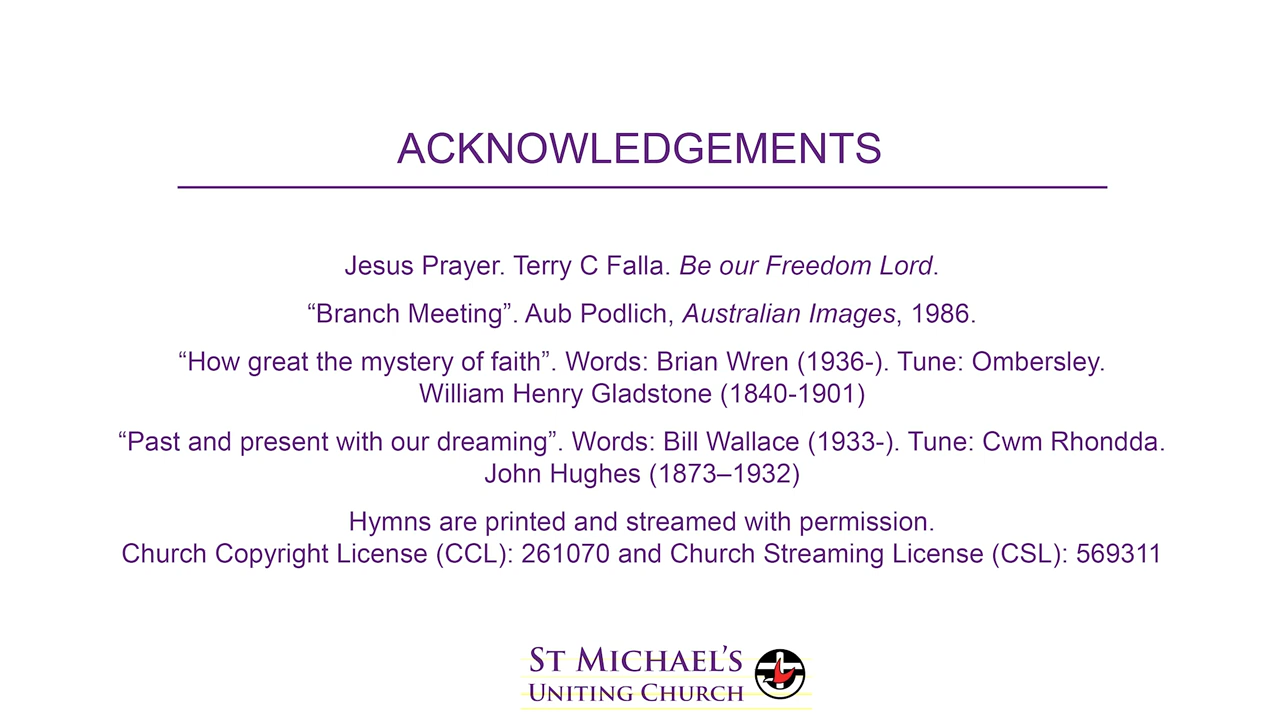 ACKNOWLEDGEMENTS
Jesus Prayer. Terry C Falla. Be our Freedom Lord.
“Branch Meeting”. Aub Podlich, Australian Images, 1986.
“How great the mystery of faith”. Words: Brian Wren (1936-). Tune: Ombersley.
William Henry Gladstone (1840-1901)
“Past and present with our dreaming”. Words: Bill Wallace (1933-). Tune: Cwm Rhondda.
John Hughes (1873–1932)
Hymns are printed and streamed with permission.
Church Copyright License (CCL): 261070 and Church Streaming License (CSL): 569311
St Michael’s
Uniting Church